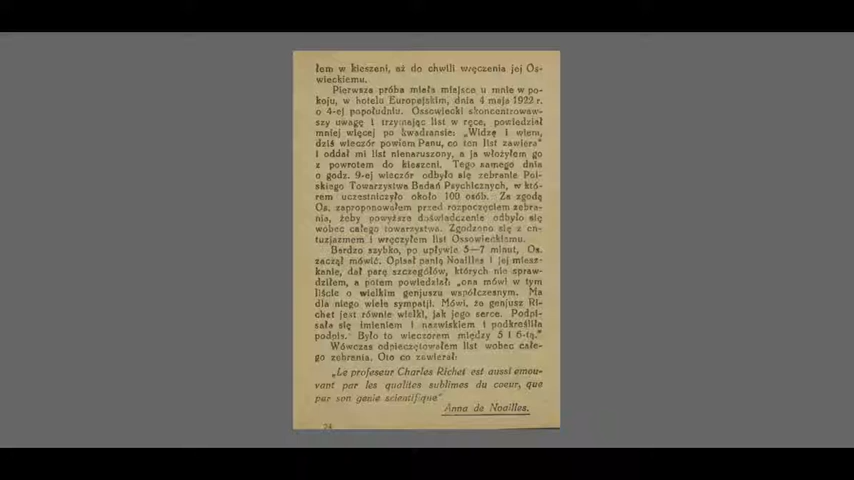 łem w kieszeni, aż do chwili wręczenia jej Os-
wieckiemu.
Pierwsza próba miała miejsce u mnie w po-
koju, w hotelu Europejskim, dnia 4 maja 1922 r.
o 4-ej popołudniu. Ossowiecki skoncentrowaw-
szy uwagę i trzymając list w ręce, powiedział
mniej więcej po kwadransie: „Widzę i wiem,
dziś wieczór powiem Panu, co ten list zawiera"
i oddał mi list nienaruszony, a ja włożyłem go
z powrotem do kieszeni. Tego samego dnia
o godz. 9-ej wieczór odbyło się zebranie Pol-
skiego Towarzystwa Badań Psychicznych, w któ-
rem uczestniczyło około 100 osób. Za zgodą
Os. zaproponowałem przed rozpoczęciem zebra-
nia, żeby powyższe doświadczenie odbyło się
wobec całego towarzystwa. Zgodzono się z en-
tuzjazmem i wręczyłem list Ossowieckiemu.
Bardzo szybko, po upływie 5—7 minut, Os.
zaczął mówić. Opisał panią Noailles i jej miesz-
kanie, dał parę szczegółów, których nie spraw-
dziłem, a potem powiedział: „ona mówi w tym
liście o wielkim genjuszu współczesnym. Ma
dla niego wiele sympatji. Mówi, że genjusz Ri-
chet jest równie wielki, jak jego serce. Podpi-
sała się imieniem i nazwiskiem i podkreśliła
podpis. Było to wieczorem między 5 i 6-tą."
Wówczas odpieczętowałem list wobec całe-
go zebrania. Oto co zawierał:
„Le profeseur Charles Richet est aussi emou-
vant par les qualites sublimes du coeur, que
par son genie scientifique"
Anna de Noailles.
24